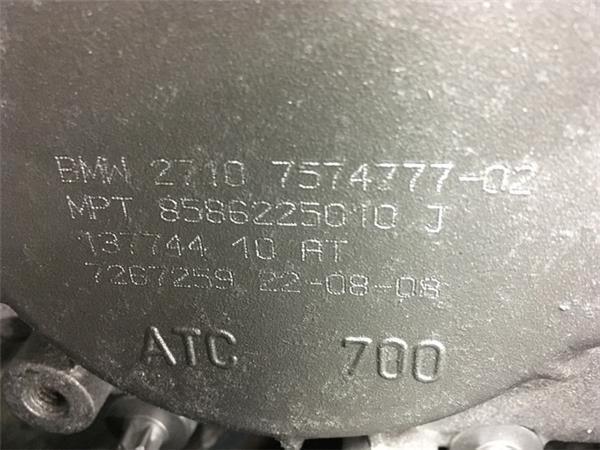 BMW 2710 7574777-02
MPT 8586225010 J
137744 10 AT
7267259 22-08-08
ATC 700